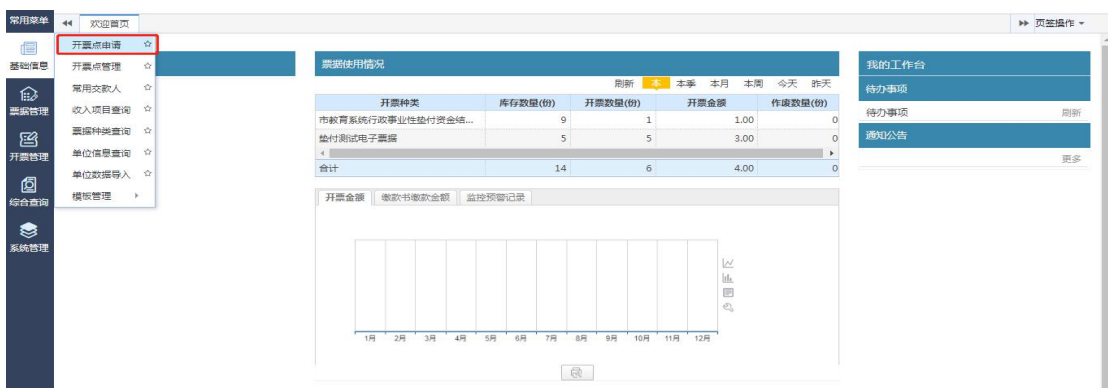 常用菜单
欢迎首页
页签操作
基础信息
票据管理
开票管理
综合查询
系统管理
开票点申请
开票点管理
常用交款人
收入项目查询
票据种类查询
单位信息查询
单位数据导入
模板管理
票据使用情况
刷新 本 本季 本月 本周 今天 昨天
开票种类 库存数量(份) 开票数量(份) 开票金额 作废数量(份)
市教育系统行政事业性垫付资金结... 9 1 1.00 0
垫付测试电子票据 5 5 3.00 0
合计 14 6 4.00 0
开票金额 缴款书缴款金额 监控预警记录
1月 2月 3月 4月 5月 6月 7月 8月 9月 10月 11月 12月
我的工作台
待办事项
待办事项 刷新
通知公告
更多